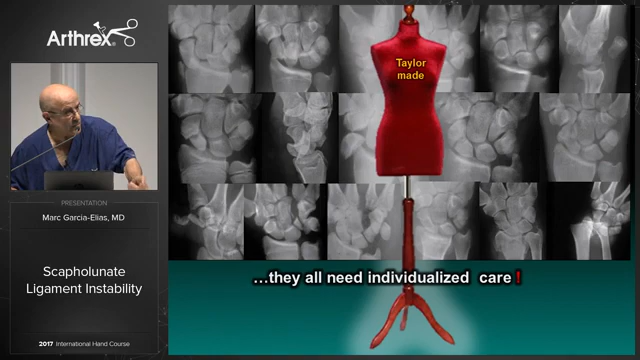 Arthrex®
PRESENTATION
Marc Garcia-Elias, MD
Scapholunate
Ligament Instability
2017 International Hand Course
Taylor
made
...they all need individualized care !